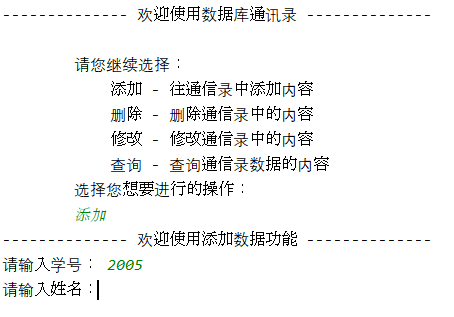 -------------- 欢迎使用数据库通讯录 --------------
请您继续选择：
添加 - 往通信录中添加内容
删除 - 删除通信录中的内容
修改 - 修改通信录中的内容
查询 - 查询通信录数据的内容
选择您想要进行的操作：
添加
-------------- 欢迎使用添加数据功能 --------------
请输入学号： 2005
请输入姓名：